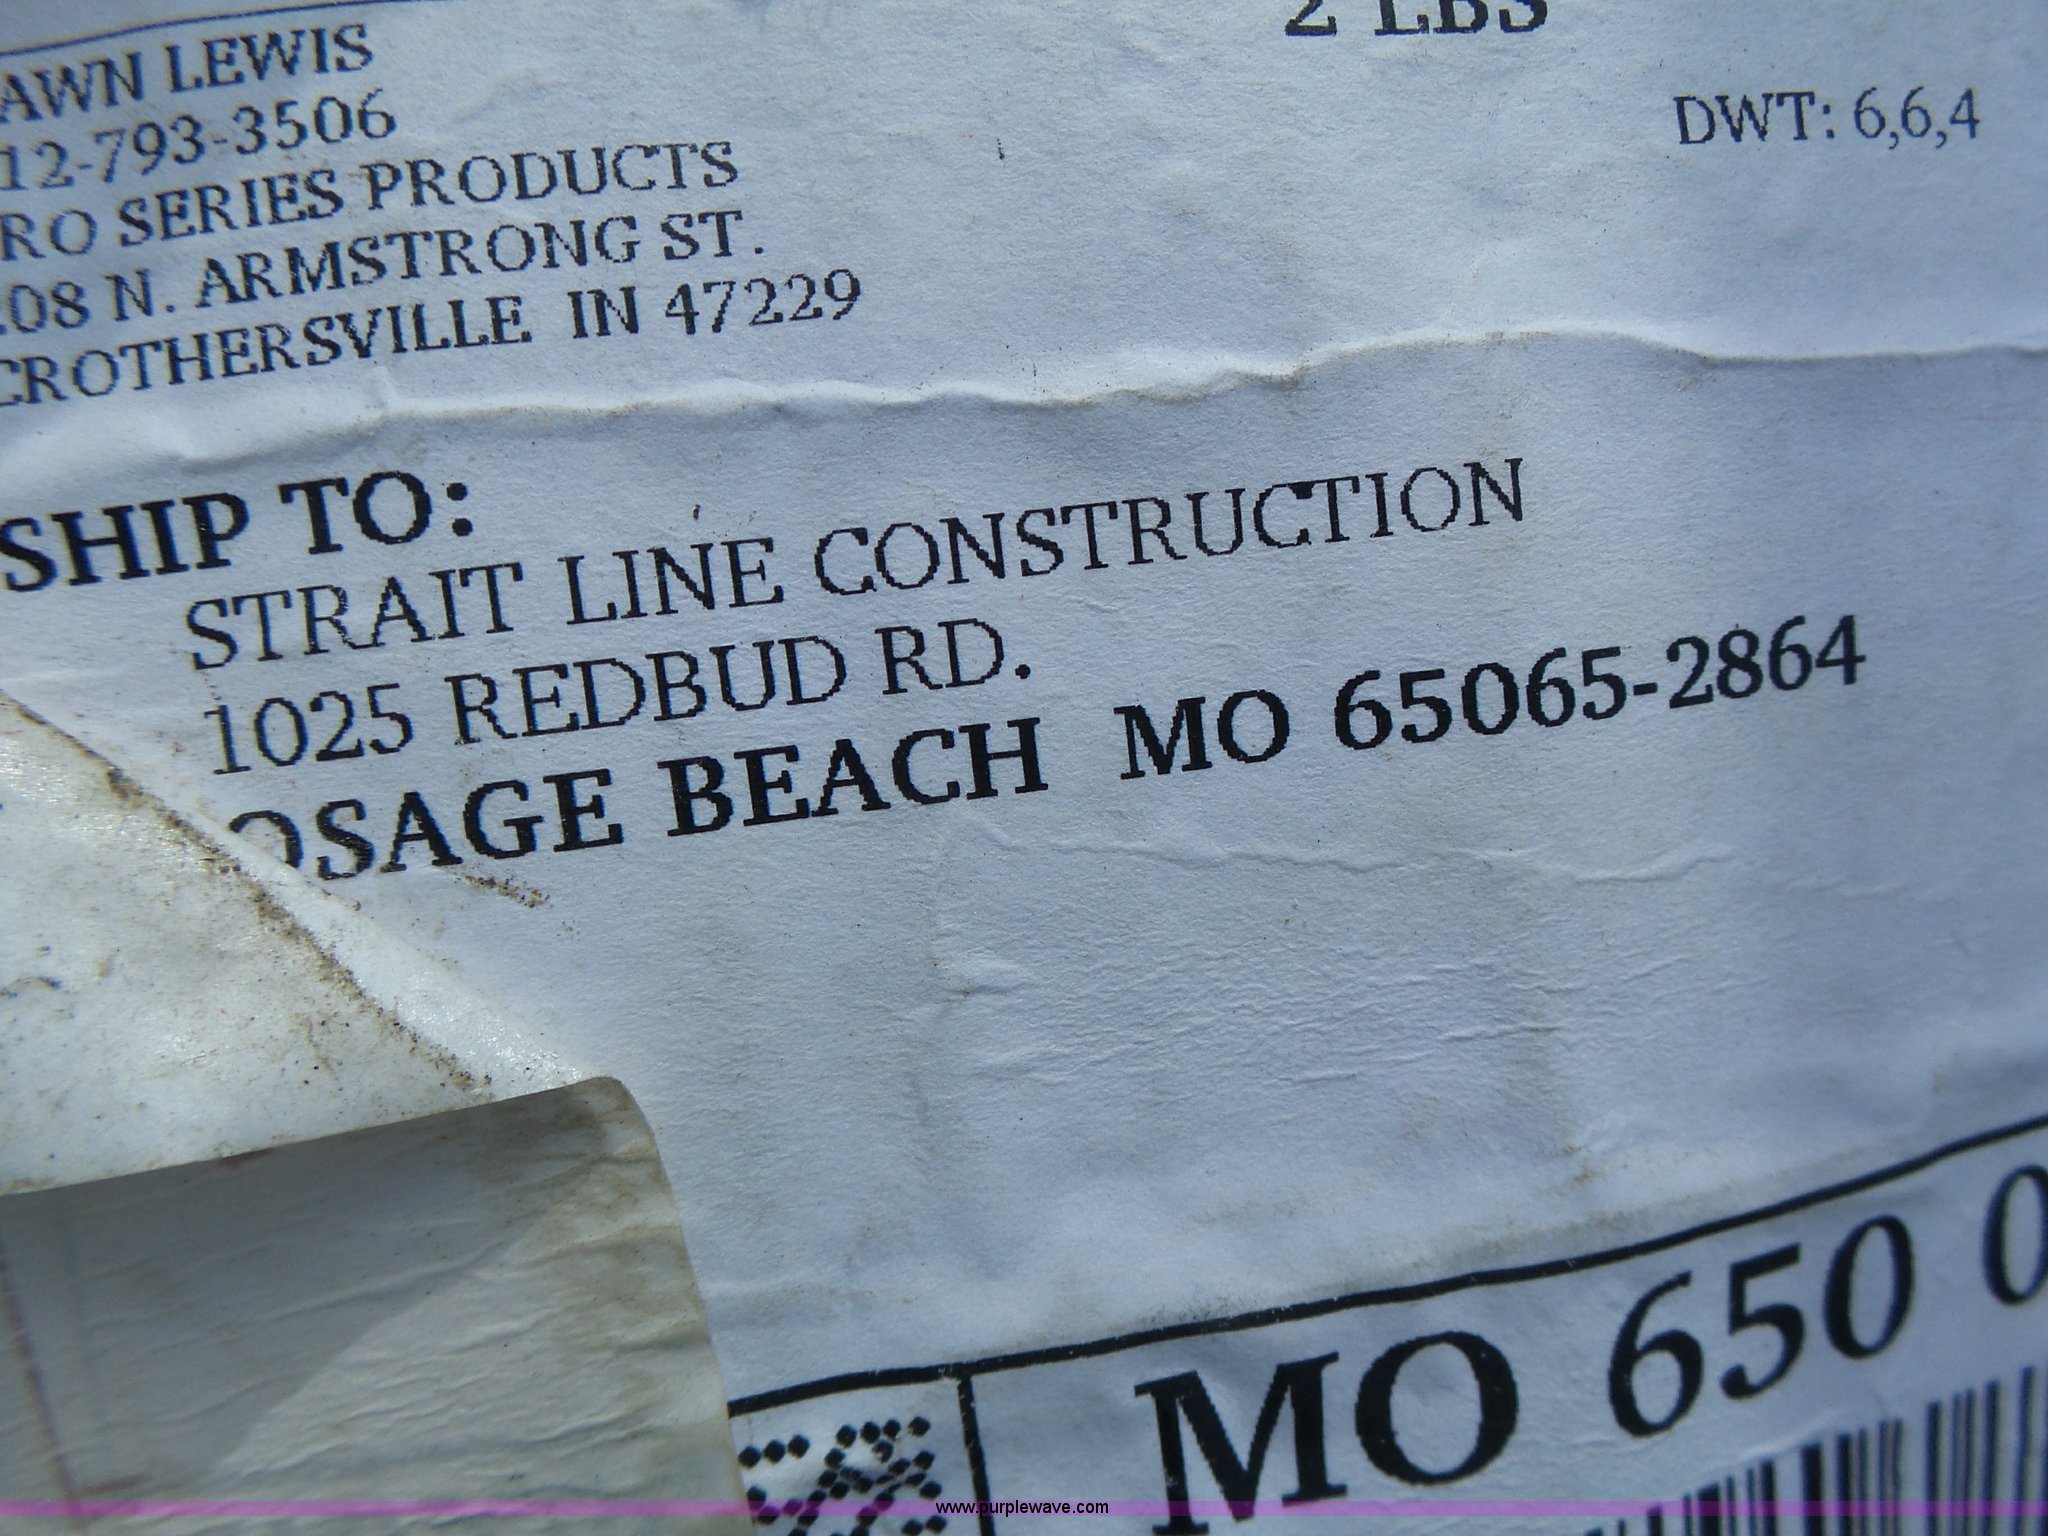 2 LBS
AWN LEWIS
12-793-3506
RO SERIES PRODUCTS
08 N. ARMSTRONG ST.
CROTHERSVILLE IN 47229
DWT: 6,6,4
SHIP TO:
STRAIT LINE CONSTRUCTION
1025 REDBUD RD.
OSAGE BEACH MO 65065-2864
MO 650 0
www.purplewave.com